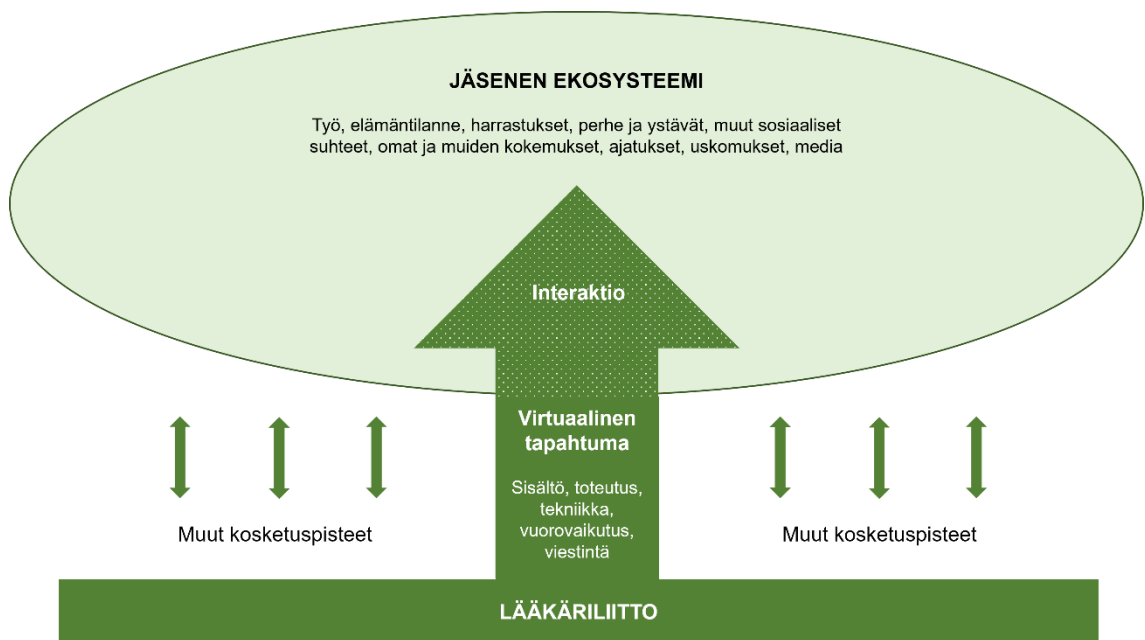 JÄSENEN EKOSYSTEEMI
Työ, elämäntilanne, harrastukset, perhe ja ystävät, muut sosiaaliset
suhteet, omat ja muiden kokemukset, ajatukset, uskomukset, media
Interaktio
Virtuaalinen
tapahtuma
Sisältö, toteutus,
tekniikka,
vuorovaikutus,
viestintä
Muut kosketuspisteet
Muut kosketuspisteet
LÄÄKÄRILIITTO